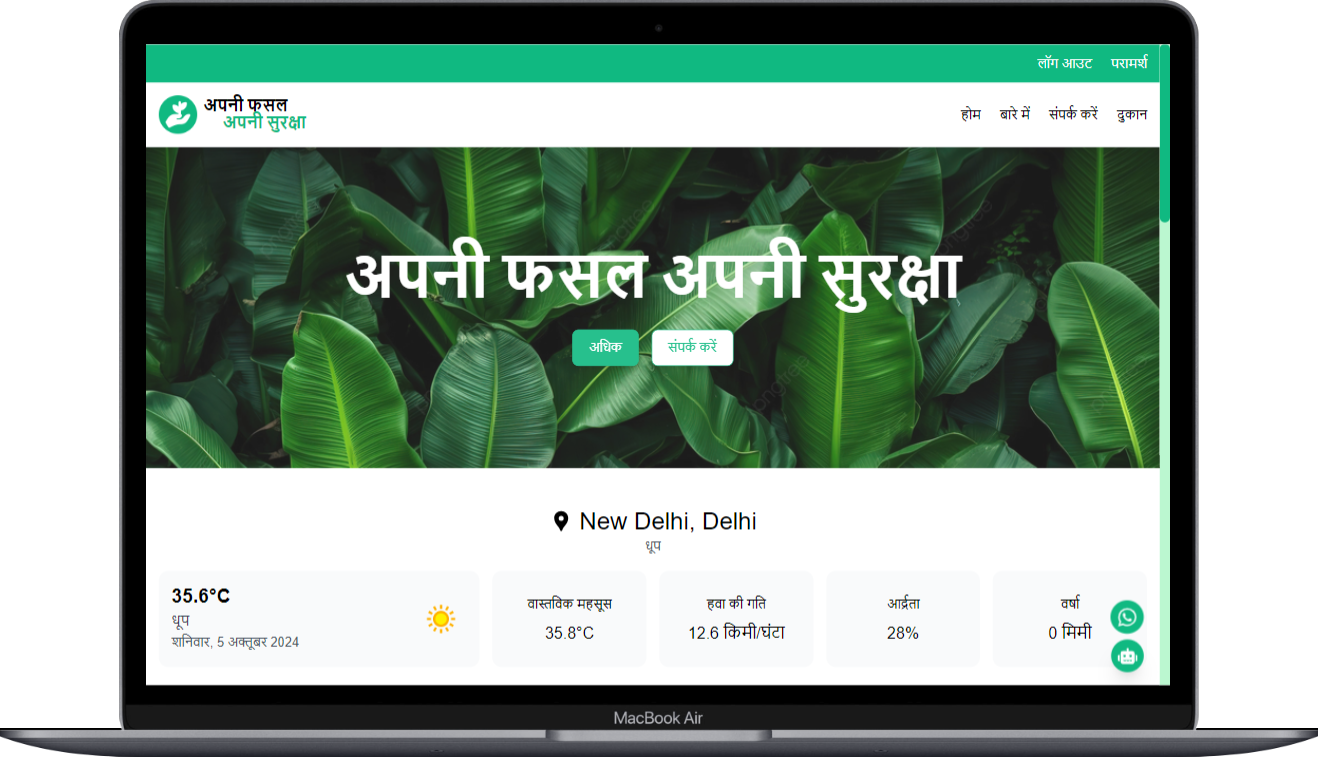 लॉग आउट परामर्श
अपनी फसल
अपनी सुरक्षा
होम बारे में संपर्क करें दुकान
अपनी फसल अपनी सुरक्षा
अधिक संपर्क करें
New Delhi, Delhi
धूप
35.6°C
धूप
शनिवार, 5 अक्तूबर 2024
वास्तविक महसूस
35.8°C
हवा की गति
12.6 किमी/घंटा
आर्द्रता
28%
वर्षा
0 मिमी
MacBook Air